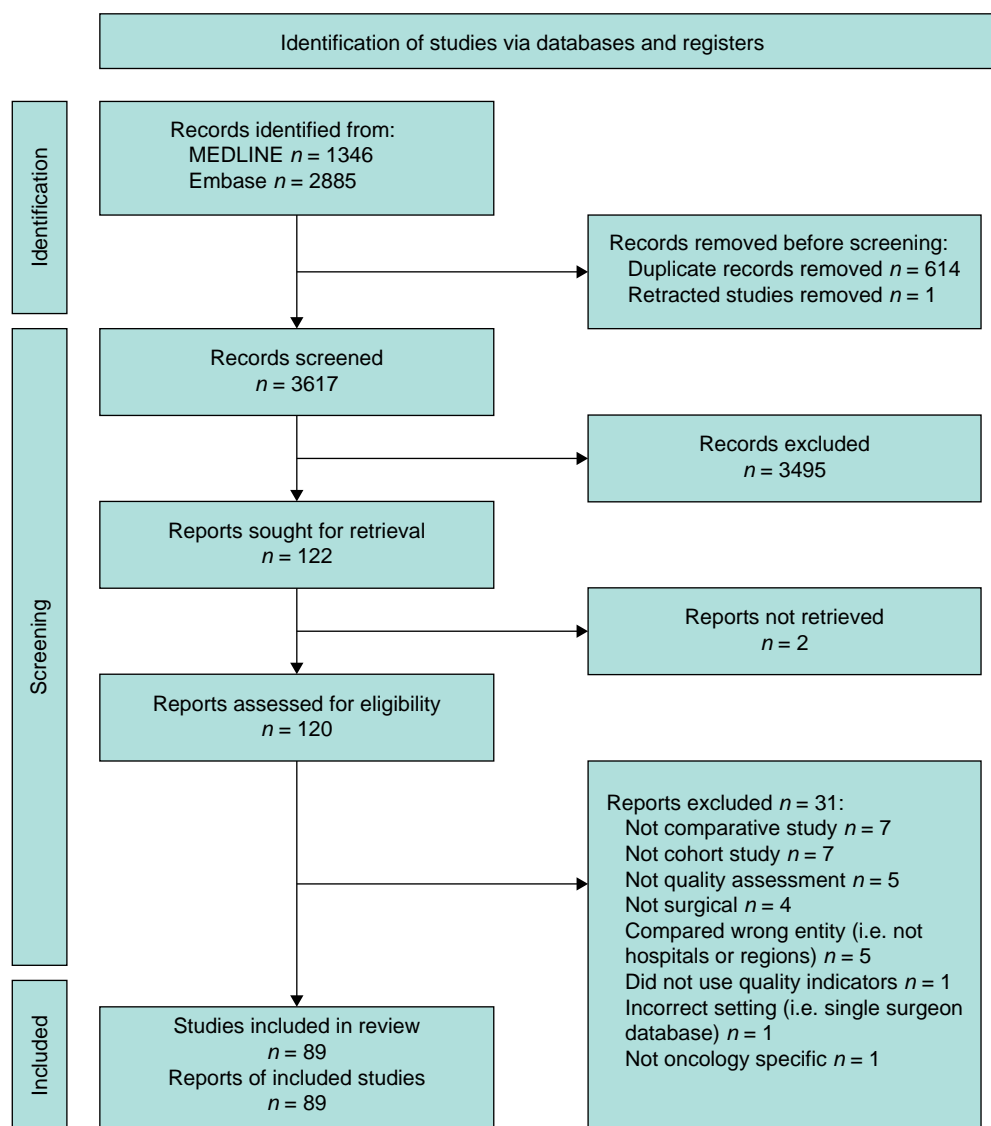 Identification of studies via databases and registers
Identification
Records identified from:
MEDLINE n = 1346
Embase n = 2885
Records removed before screening:
Duplicate records removed n = 614
Retracted studies removed n = 1
Screening
Records screened
n = 3617
Records excluded
n = 3495
Reports sought for retrieval
n = 122
Reports not retrieved
n = 2
Reports assessed for eligibility
n = 120
Reports excluded n = 31:
Not comparative study n = 7
Not cohort study n = 7
Not quality assessment n = 5
Not surgical n = 4
Compared wrong entity (i.e. not
hospitals or regions) n = 5
Did not use quality indicators n = 1
Incorrect setting (i.e. single surgeon
database) n = 1
Not oncology specific n = 1
Included
Studies included in review
n = 89
Reports of included studies
n = 89